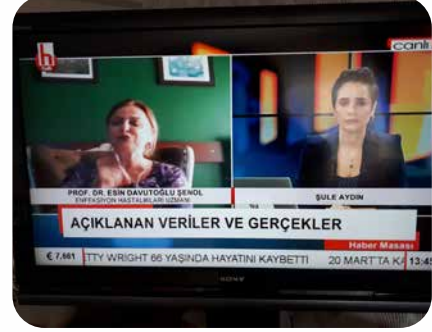 h
canlı
PROF. DR. ESİN DAVUTOĞLU ŞENOL
ENFEKSİYON HASTALIKLARI UZMANI
ŞULE AYDIN
AÇIKLANAN VERİLER VE GERÇEKLER
Haber Masası
€ 7.661 TTY WRIGHT 66 YAŞINDA HAYATINI KAYBETTİ 20 MART'TA 13:45
SONY